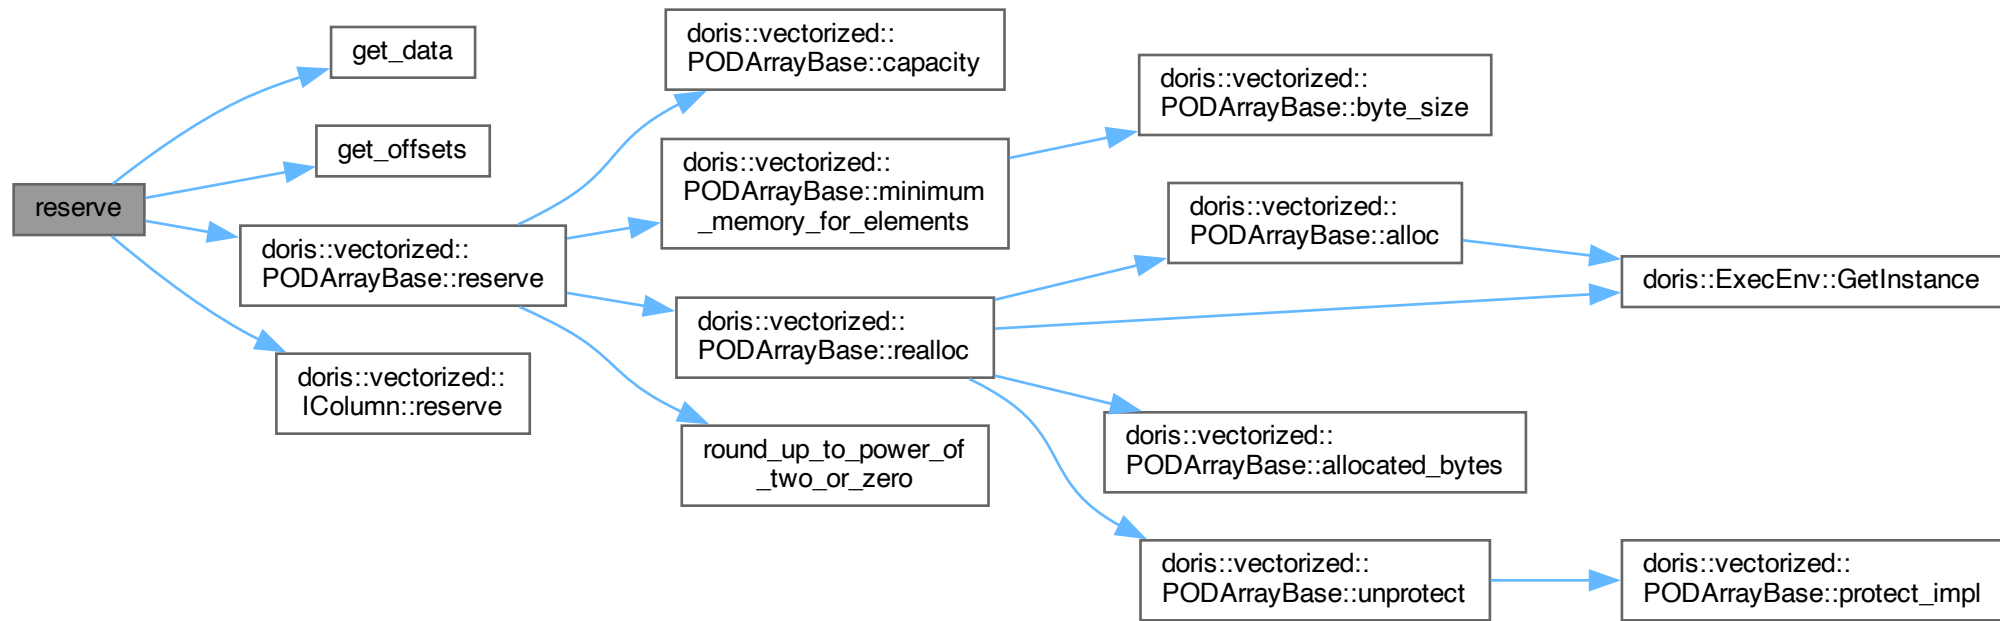 reserve
get_data
get_offsets
doris::vectorized::
PODArrayBase::reserve
doris::vectorized::
IColumn::reserve
doris::vectorized::
PODArrayBase::capacity
doris::vectorized::
PODArrayBase::minimum
_memory_for_elements
doris::vectorized::
PODArrayBase::realloc
round_up_to_power_of
_two_or_zero
doris::vectorized::
PODArrayBase::byte_size
doris::vectorized::
PODArrayBase::alloc
doris::vectorized::
PODArrayBase::allocated_bytes
doris::vectorized::
PODArrayBase::unprotect
doris::ExecEnv::GetInstance
doris::vectorized::
PODArrayBase::protect_impl